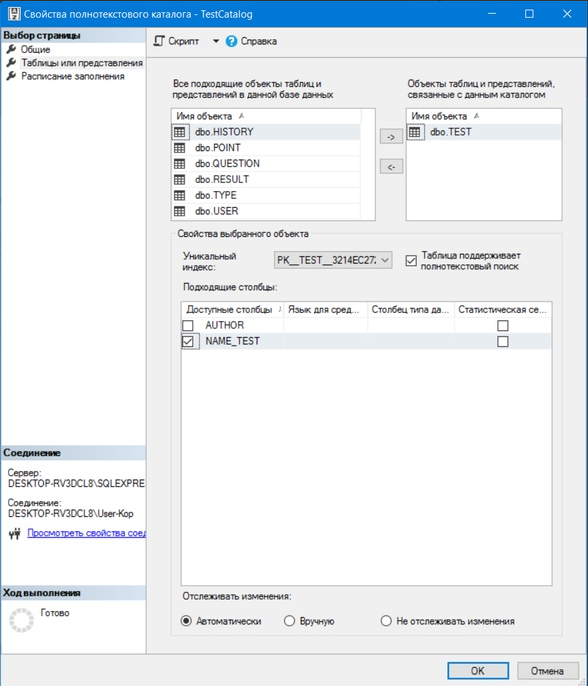 Свойства полнотекстового каталога - TestCatalog
Выбор страницы
Общие
Таблицы или представления
Расписание заполнения
Скрипт
Справка
Все подходящие объекты таблиц и
представлений в данной базе данных
Имя объекта
dbo.HISTORY
dbo.POINT
dbo.QUESTION
dbo.RESULT
dbo.TYPE
dbo.USER
->
<-
Объекты таблиц и представлений,
связанные с данным каталогом
Имя объекта
dbo.TEST
Свойства выбранного объекта
Уникальный
индекс:
PK__TEST__3214EC27
Таблица поддерживает
полнотекстовый поиск
Подходящие столбцы:
Доступные столбцы Язык для сред... Столбец типа да... Статистическая се...
AUTHOR
NAME_TEST
Соединение
Сервер:
DESKTOP-RV3DCL8\SQLEXPRE
Соединение:
DESKTOP-RV3DCL8\User-Kop
Просмотреть свойства соед
Ход выполнения
Готово
Отслеживать изменения:
Автоматически Вручную Не отслеживать изменения
OK Отмена